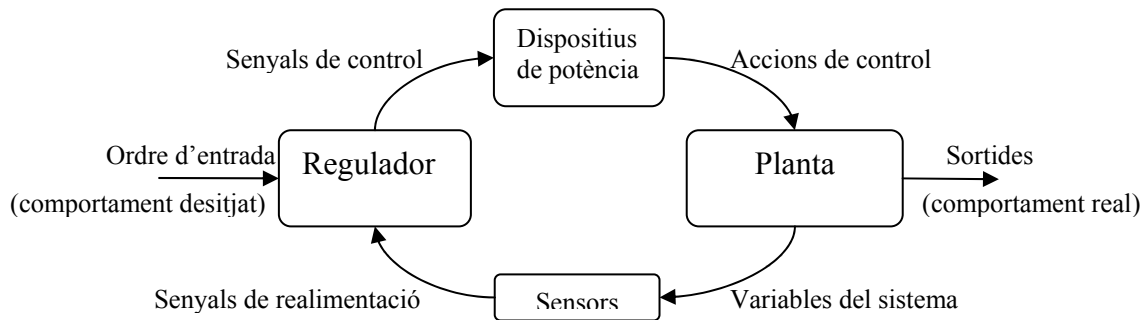 Dispositius
de potència
Senyals de control
Accions de control
Ordre d’entrada
(comportament desitjat)
Regulador
Planta
Sortides
(comportament real)
Senyals de realimentació
Sensors
Variables del sistema